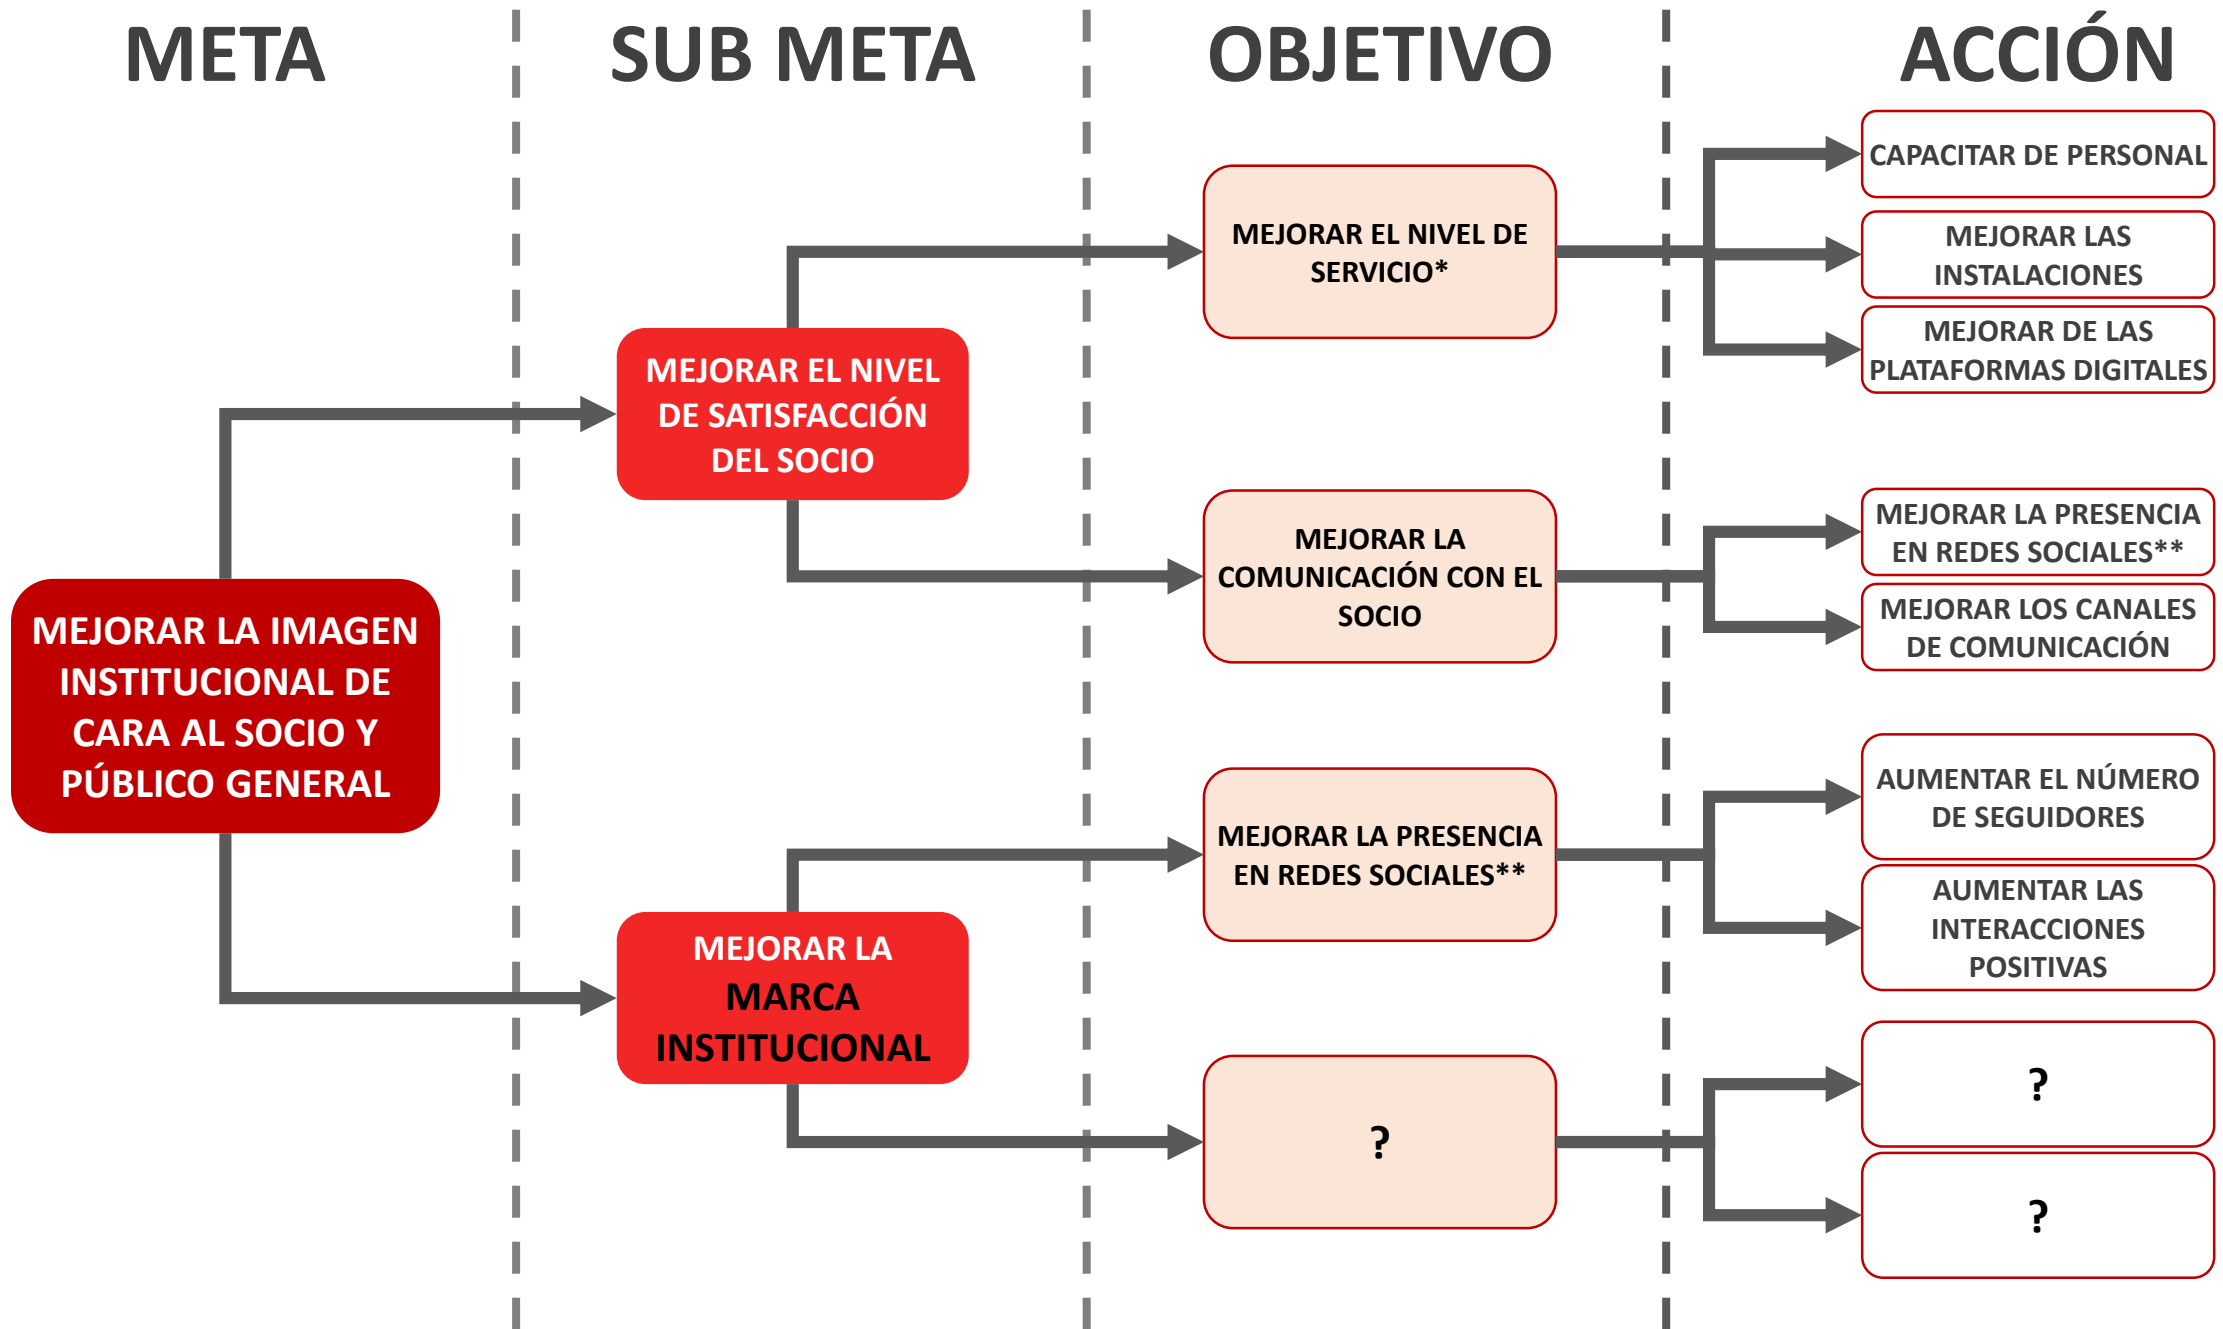 META
SUB META
OBJETIVO
ACCIÓN
MEJORAR LA IMAGEN
INSTITUCIONAL DE
CARA AL SOCIO Y
PÚBLICO GENERAL
MEJORAR EL NIVEL
DE SATISFACCIÓN
DEL SOCIO
MEJORAR LA
MARCA
INSTITUCIONAL
MEJORAR EL NIVEL DE
SERVICIO*
MEJORAR LA
COMUNICACIÓN CON EL
SOCIO
MEJORAR LA PRESENCIA
EN REDES SOCIALES**
?
CAPACITAR DE PERSONAL
MEJORAR LAS
INSTALACIONES
MEJORAR DE LAS
PLATAFORMAS DIGITALES
MEJORAR LA PRESENCIA
EN REDES SOCIALES**
MEJORAR LOS CANALES
DE COMUNICACIÓN
AUMENTAR EL NÚMERO
DE SEGUIDORES
AUMENTAR LAS
INTERACCIONES
POSITIVAS
?
?